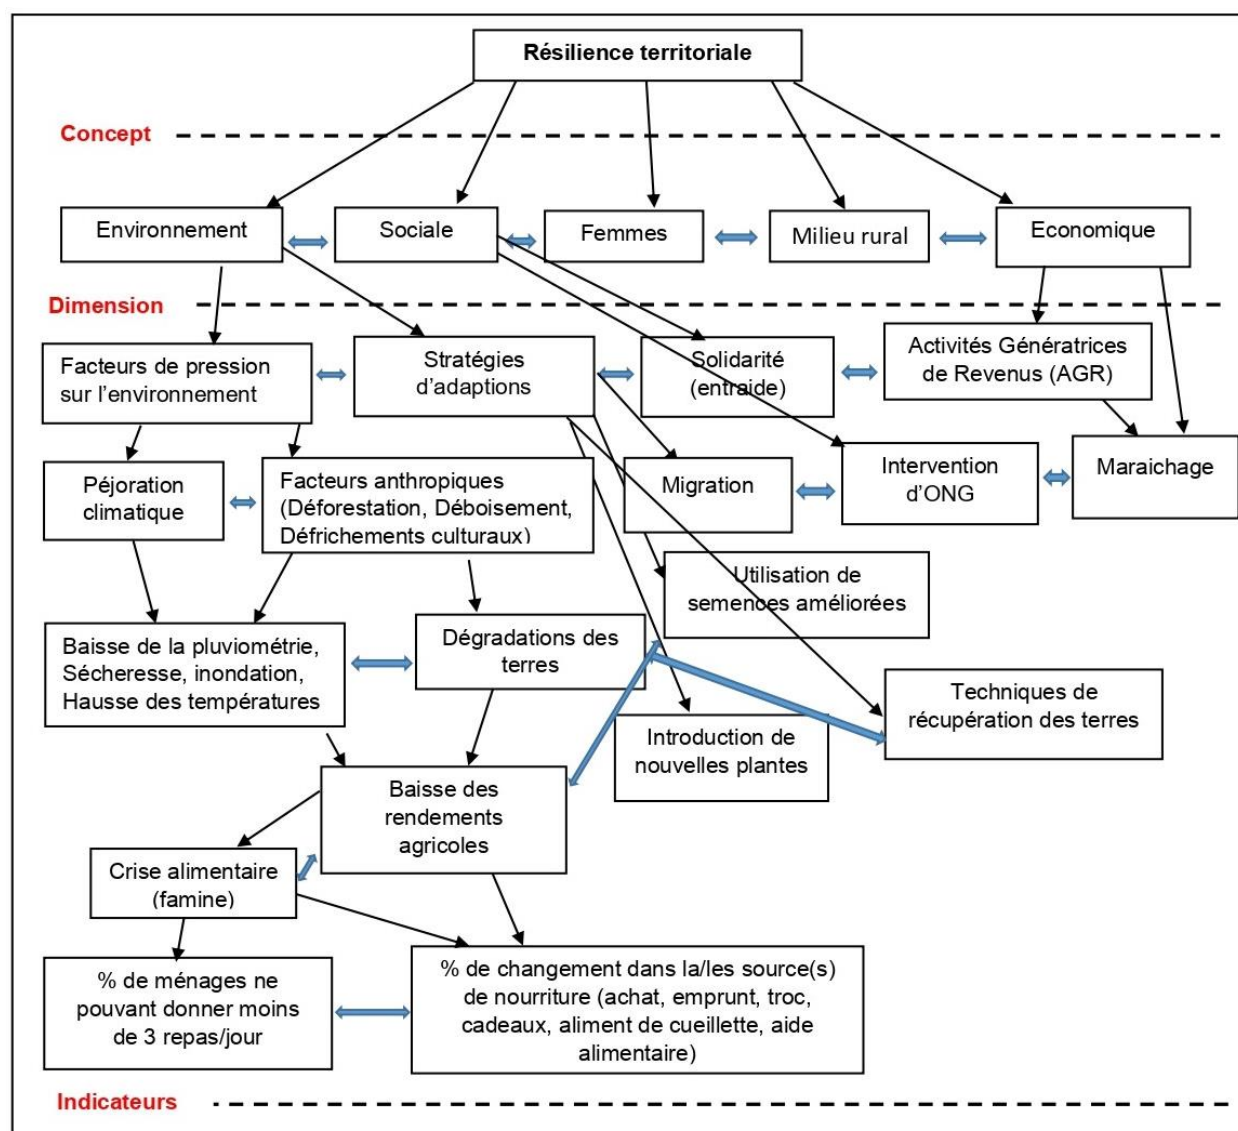 Résilience territoriale
Concept
Environnement
Sociale
Femmes
Milieu rural
Economique
Dimension
Facteurs de pression
sur l'environnement
Stratégies
d'adaptions
Solidarité
(entraide)
Activités Génératrices
de Revenus (AGR)
Péjoration
climatique
Facteurs anthropiques
(Déforestation, Déboisement,
Défrichements culturaux)
Migration
Intervention
d'ONG
Maraichage
Utilisation de
semences améliorées
Baisse de la pluviométrie,
Sécheresse, inondation,
Hausse des températures
Dégradations des
terres
Techniques de
récupération des terres
Introduction de
nouvelles plantes
Baisse des
rendements
agricoles
Crise alimentaire
(famine)
% de ménages ne
pouvant donner moins
de 3 repas/jour
% de changement dans la/les source(s)
de nourriture (achat, emprunt, troc,
cadeaux, aliment de cueillette, aide
alimentaire)
Indicateurs